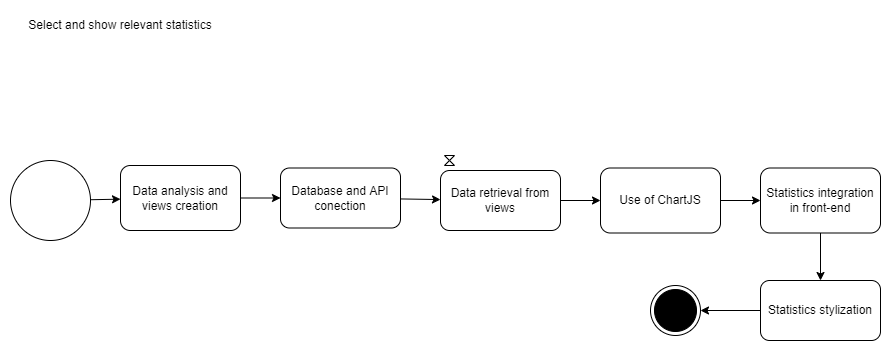 Select and show relevant statistics
Data analysis and
views creation
Database and API
conection
Data retrieval from
views
Use of ChartJS
Statistics integration
in front-end
Statistics stylization